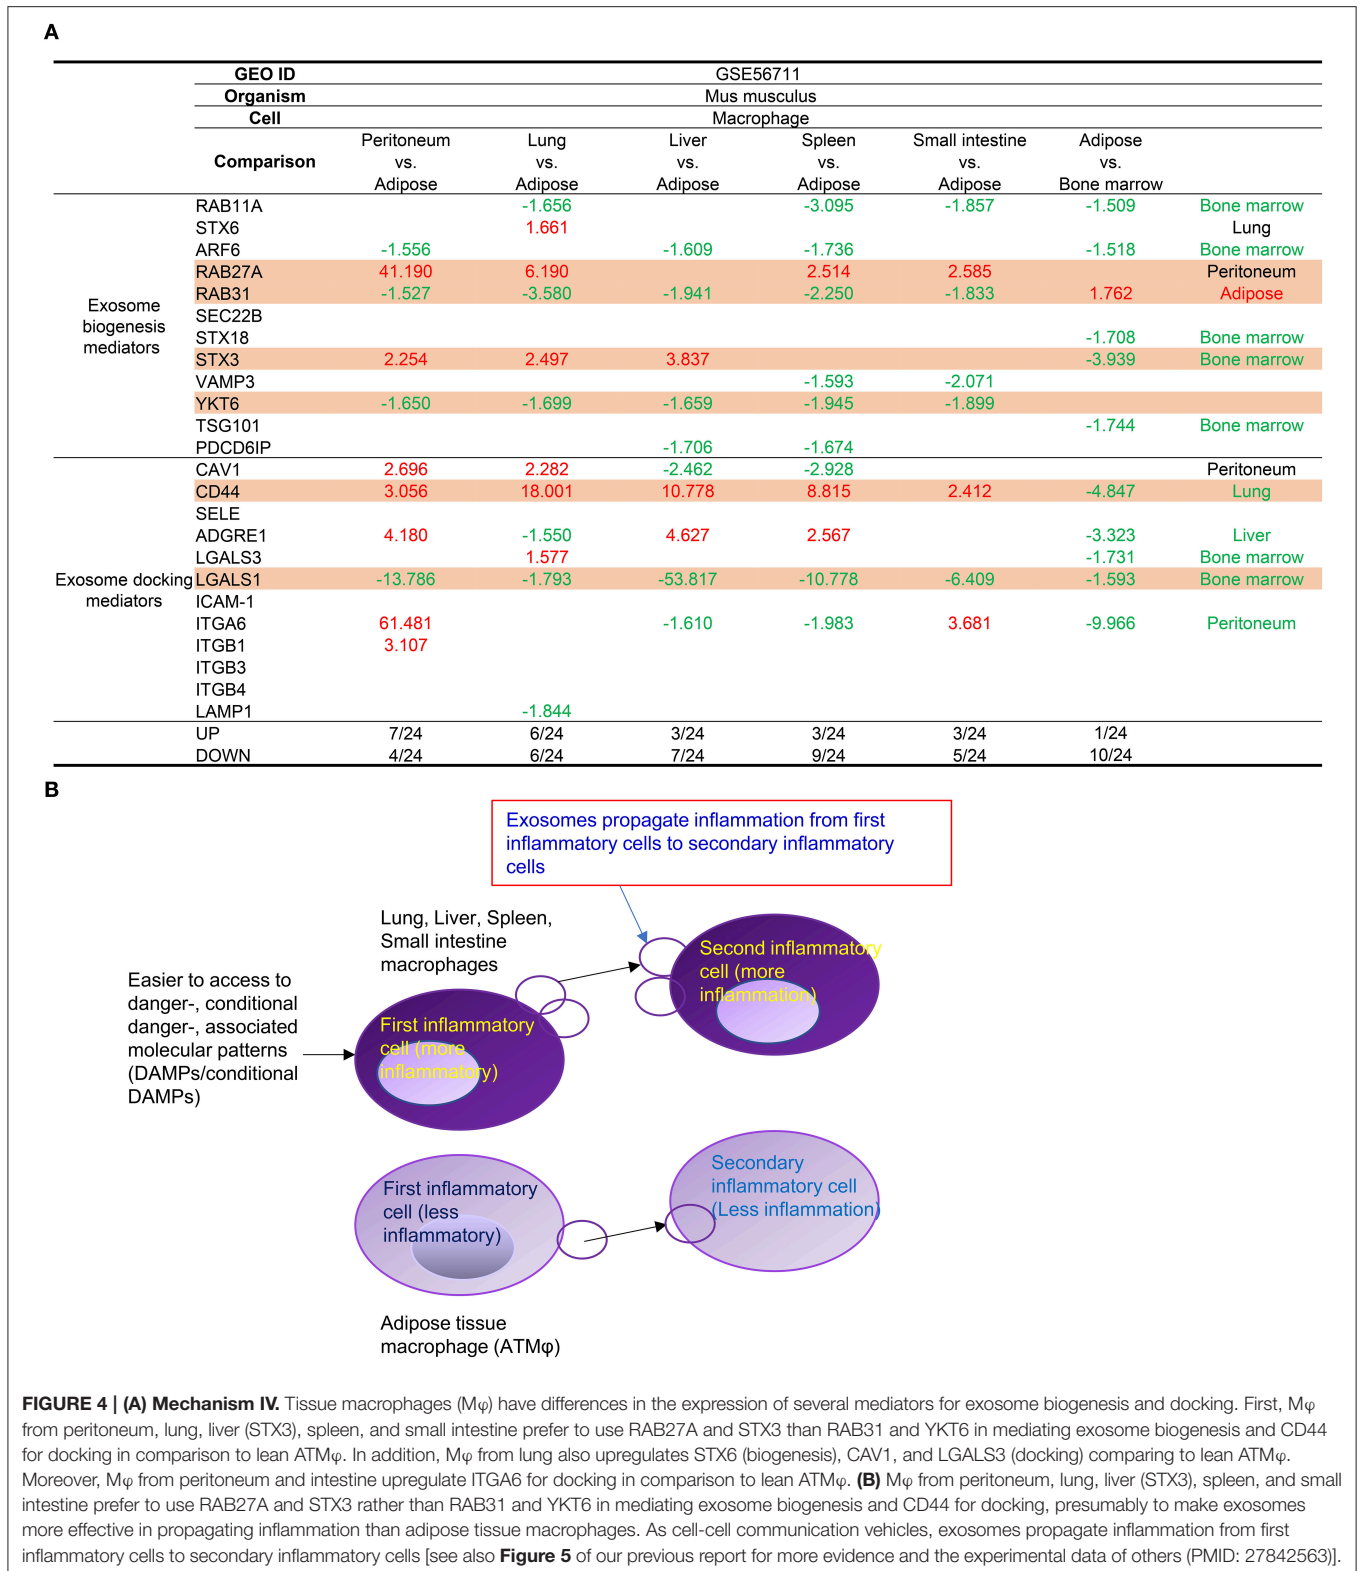 A
GEO ID GSE56711
Organism Mus musculus
Cell Macrophage
Comparison Peritoneum vs. Adipose Lung vs. Adipose Liver vs. Adipose Spleen vs. Adipose Small intestine vs. Adipose Adipose vs. Bone marrow
Exosome biogenesis mediators
RAB11A -1.656 -3.095 -1.857 -1.509 Bone marrow
STX6 1.661 Lung
ARF6 -1.556 -1.609 -1.736 -1.518 Bone marrow
RAB27A 41.190 6.190 2.514 2.585 Peritoneum
RAB31 -1.527 -3.580 -1.941 -2.250 -1.833 1.762 Adipose
SEC22B
STX18 -1.708 Bone marrow
STX3 2.254 2.497 3.837 -3.939 Bone marrow
VAMP3 -1.593 -2.071
YKT6 -1.650 -1.699 -1.659 -1.945 -1.899
TSG101 -1.744 Bone marrow
PDCD6IP -1.706 -1.674
Exosome docking mediators
CAV1 2.696 2.282 -2.462 -2.928 Peritoneum
CD44 3.056 18.001 10.778 8.815 2.412 -4.847 Lung
SELE
ADGRE1 4.180 -1.550 4.627 2.567 -3.323 Liver
LGALS3 1.577 -1.731 Bone marrow
LGALS1 -13.786 -1.793 -53.817 -10.778 -6.409 -1.593 Bone marrow
ICAM-1
ITGA6 61.481 -1.610 -1.983 3.681 -9.966 Peritoneum
ITGB1 3.107
ITGB3
ITGB4
LAMP1 -1.844
UP 7/24 6/24 3/24 3/24 3/24 1/24
DOWN 4/24 6/24 7/24 9/24 5/24 10/24
B
Exosomes propagate inflammation from first
inflammatory cells to secondary inflammatory
cells
Lung, Liver, Spleen,
Small intestine
macrophages
Second inflammatory
cell (more
inflammation)
Easier to access to
danger-, conditional
danger-, associated
molecular patterns
(DAMPs/conditional
DAMPs)
First inflammatory
cell (more
inflammatory)
Secondary
inflammatory cell
(Less inflammation)
First inflammatory
cell (less
inflammatory)
Adipose tissue
macrophage (ATMφ)
FIGURE 4 | (A) Mechanism IV. Tissue macrophages (Mφ) have differences in the expression of several mediators for exosome biogenesis and docking. First, Mφ
from peritoneum, lung, liver (STX3), spleen, and small intestine prefer to use RAB27A and STX3 than RAB31 and YKT6 in mediating exosome biogenesis and CD44
for docking in comparison to lean ATMφ. In addition, Mφ from lung also upregulates STX6 (biogenesis), CAV1, and LGALS3 (docking) comparing to lean ATMφ.
Moreover, Mφ from peritoneum and intestine upregulate ITGA6 for docking in comparison to lean ATMφ. (B) Mφ from peritoneum, lung, liver (STX3), spleen, and small
intestine prefer to use RAB27A and STX3 rather than RAB31 and YKT6 in mediating exosome biogenesis and CD44 for docking, presumably to make exosomes
more effective in propagating inflammation than adipose tissue macrophages. As cell-cell communication vehicles, exosomes propagate inflammation from first
inflammatory cells to secondary inflammatory cells [see also Figure 5 of our previous report for more evidence and the experimental data of others (PMID: 27842563)].